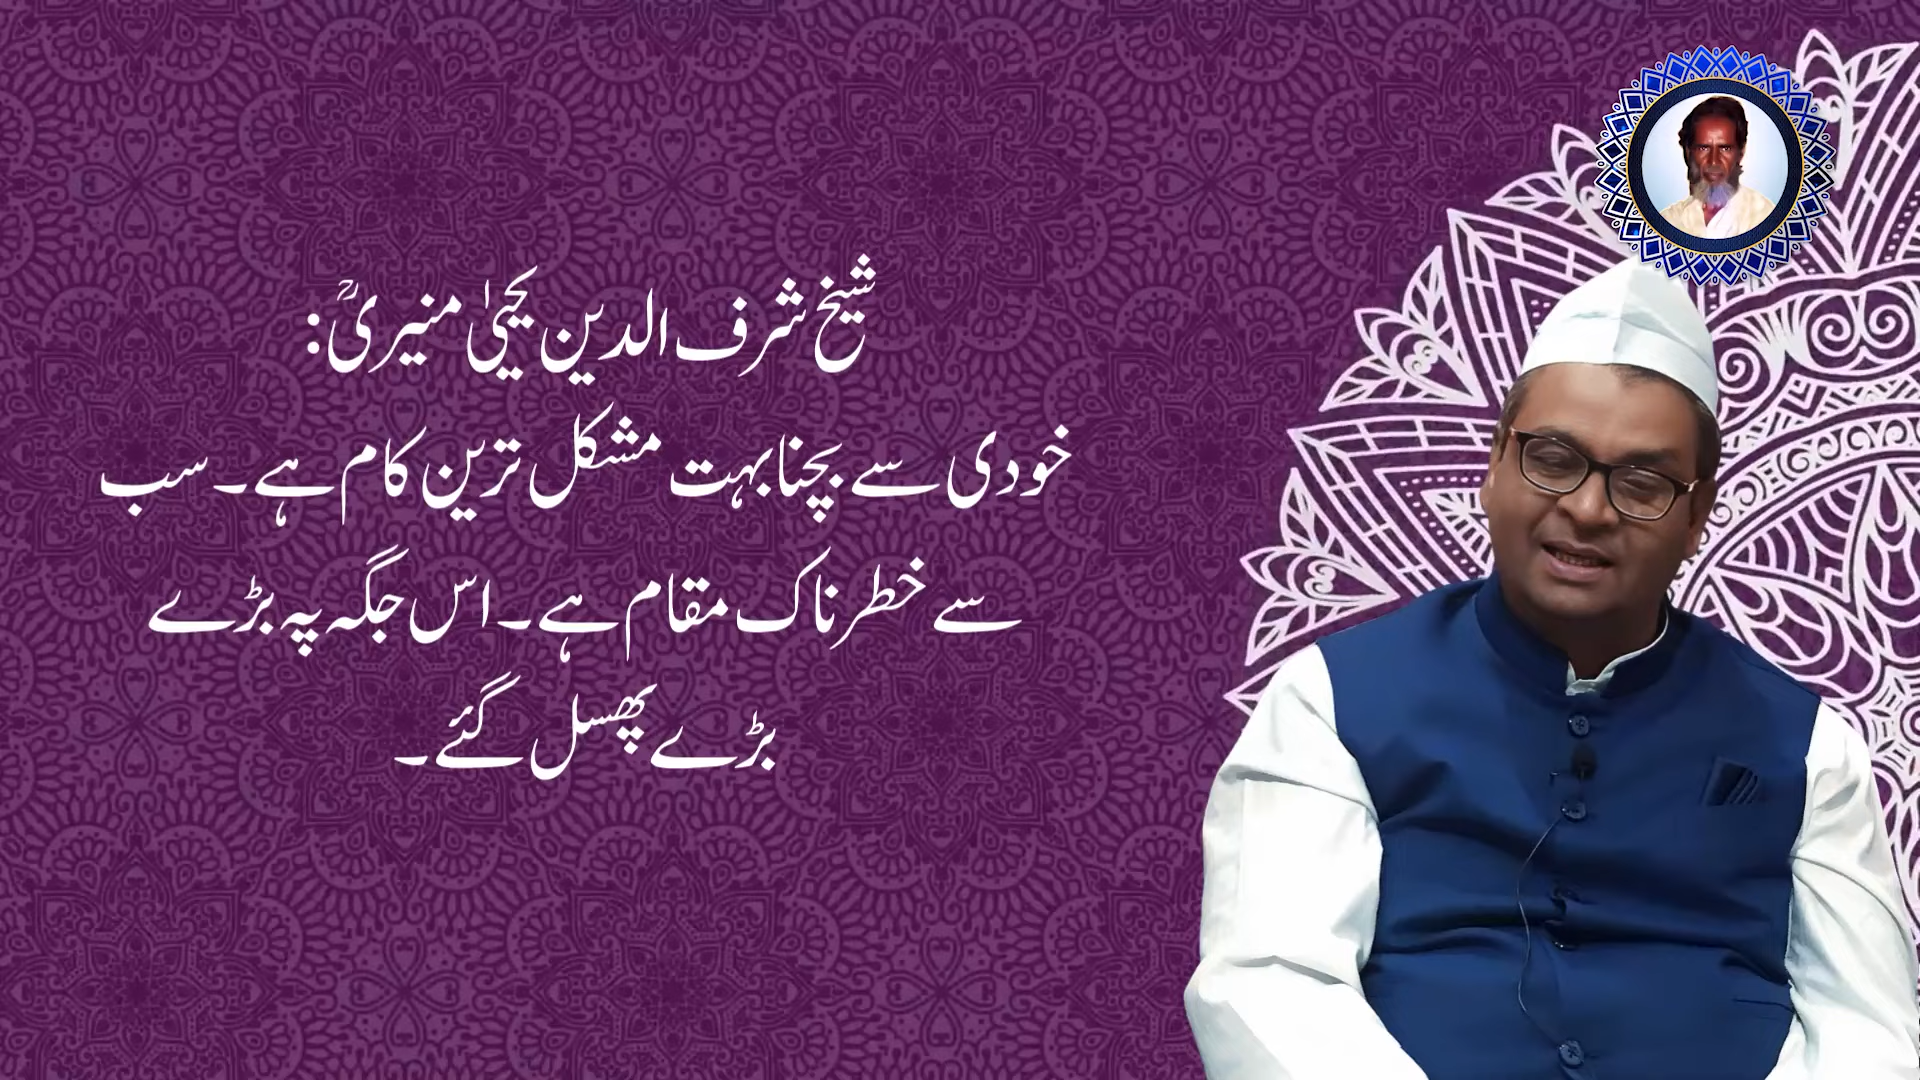 شیخ شرف الدین یحییٰ منیریؒ:
خودی سے بچنا بہت مشکل ترین کام ہے۔ سب
سے خطرناک مقام ہے۔ اس جگہ پہ بڑے
بڑے پھسل گئے۔